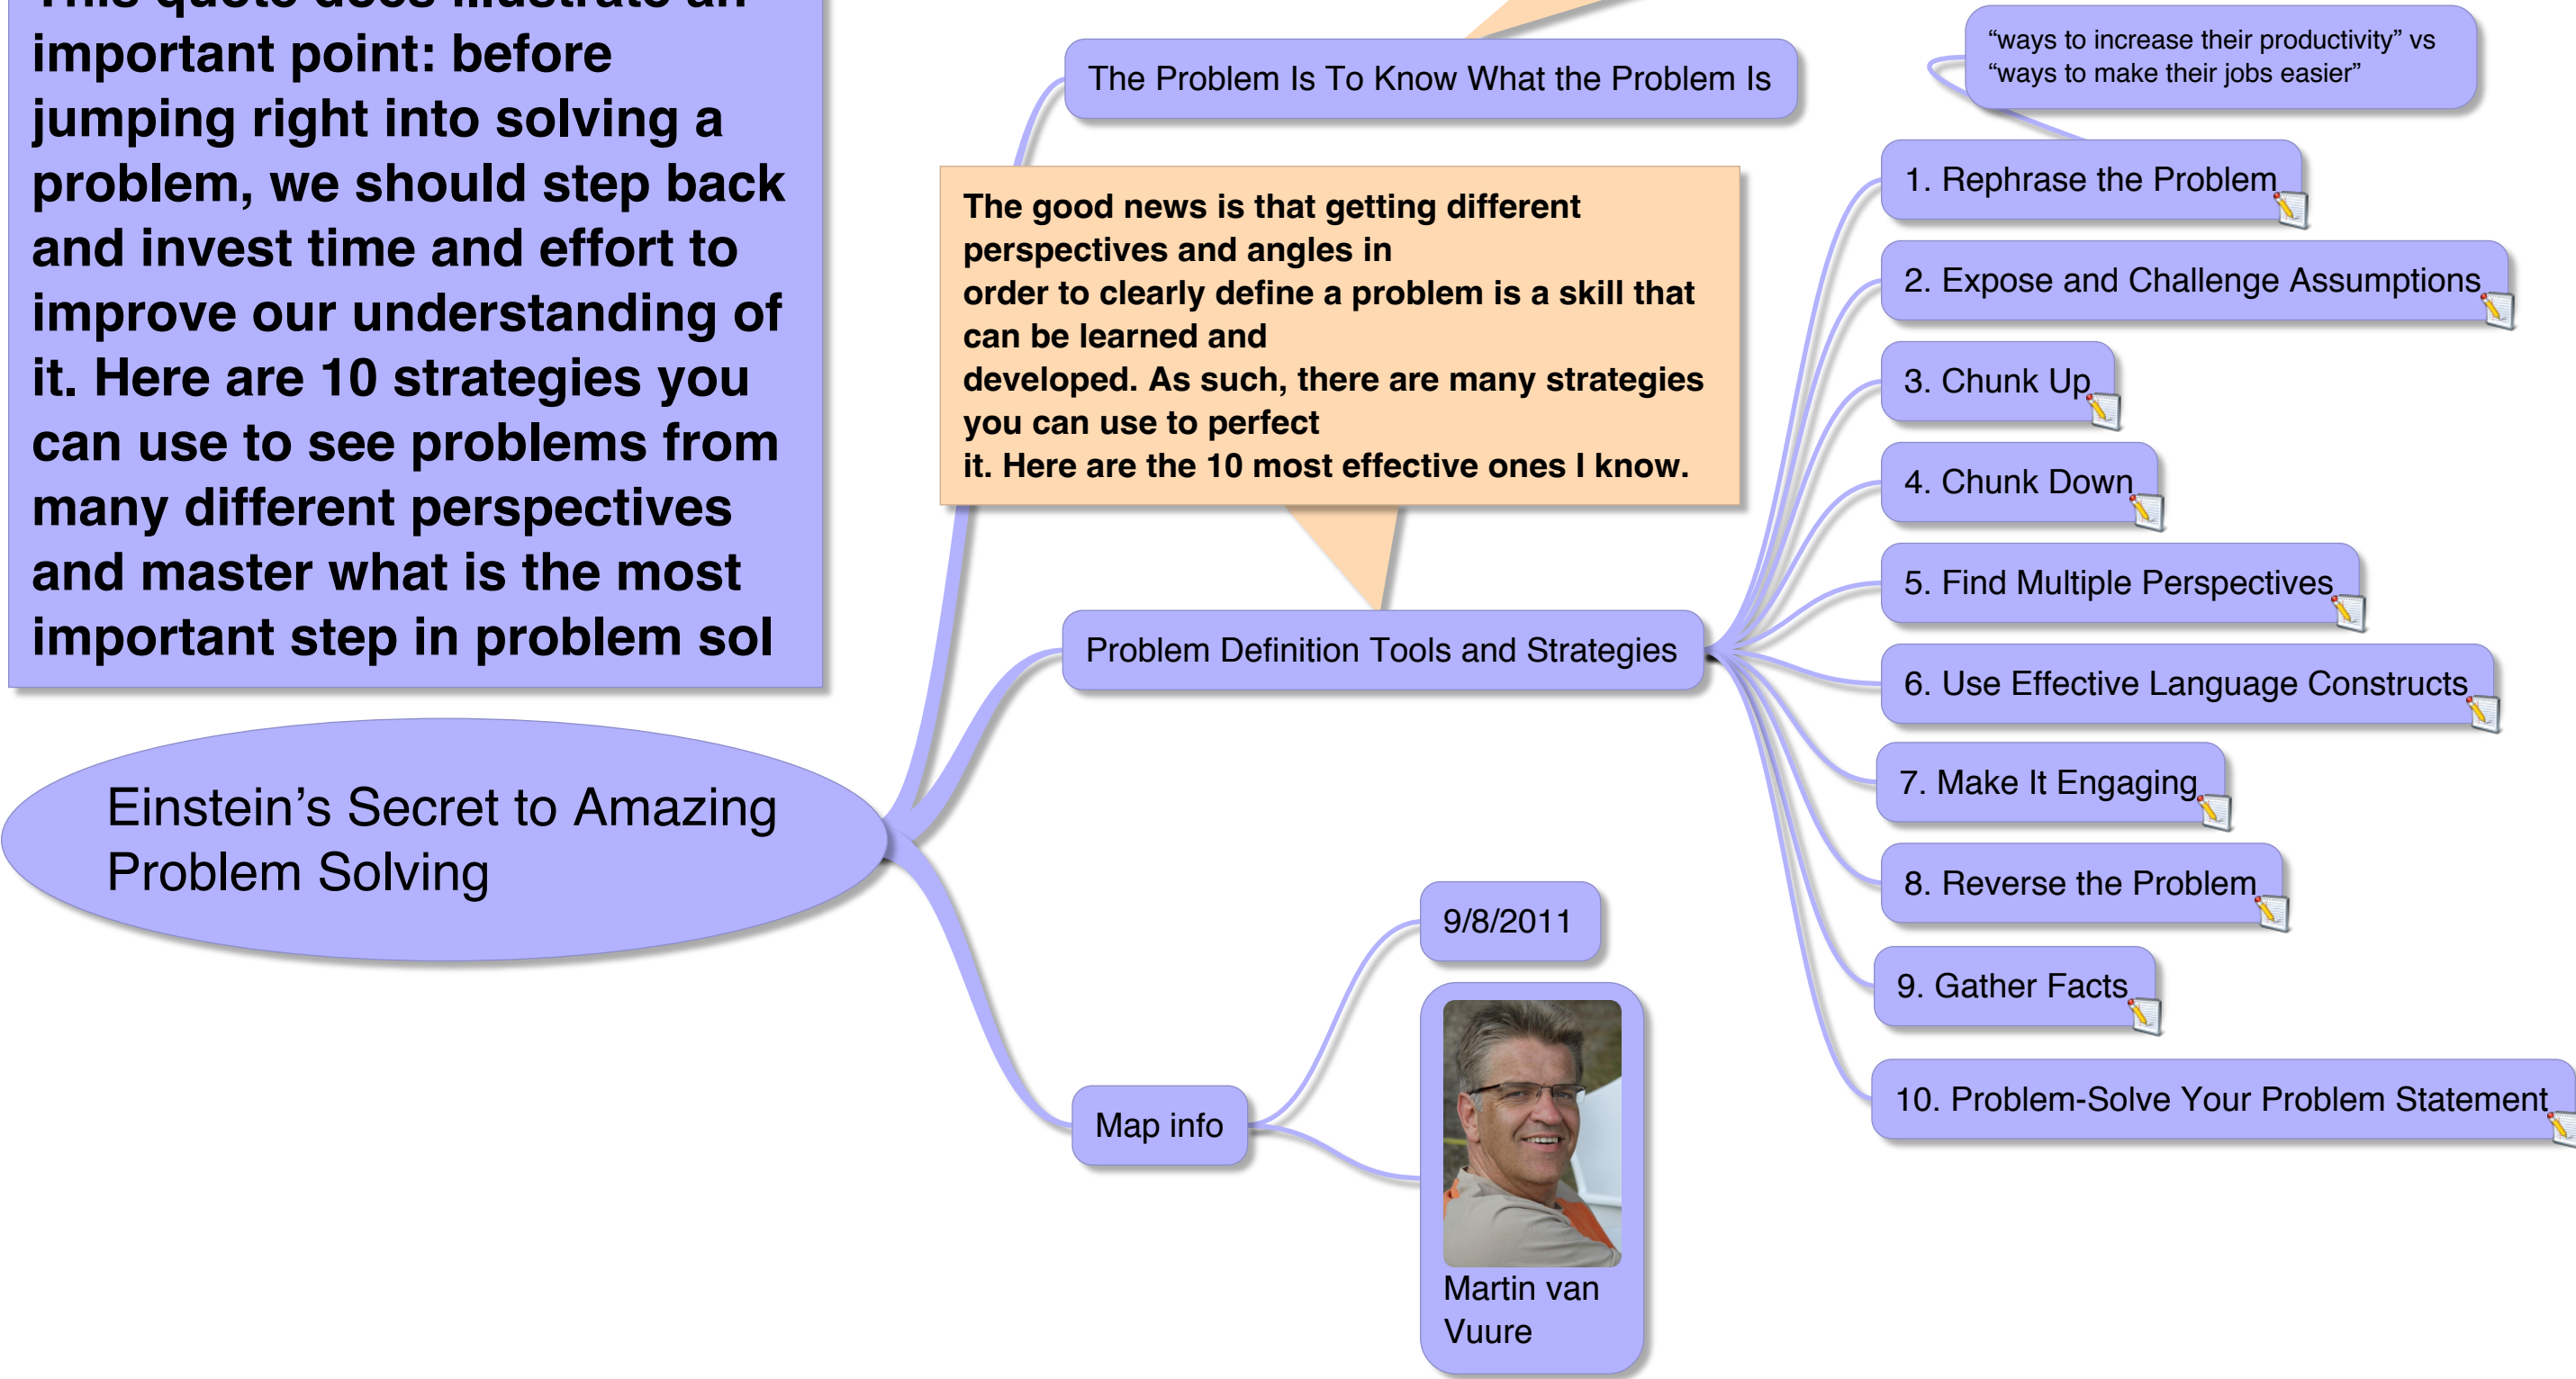 This quote does illustrate an
important point: before
jumping right into solving a
problem, we should step back
and invest time and effort to
improve our understanding of
it. Here are 10 strategies you
can use to see problems from
many different perspectives
and master what is the most
important step in problem sol
Einstein’s Secret to Amazing
Problem Solving
The Problem Is To Know What the Problem Is
The good news is that getting different
perspectives and angles in
order to clearly define a problem is a skill that
can be learned and
developed. As such, there are many strategies
you can use to perfect
it. Here are the 10 most effective ones I know.
Problem Definition Tools and Strategies
“ways to increase their productivity” vs
“ways to make their jobs easier”
1. Rephrase the Problem
2. Expose and Challenge Assumptions
3. Chunk Up
4. Chunk Down
5. Find Multiple Perspectives
6. Use Effective Language Constructs
7. Make It Engaging
8. Reverse the Problem
9. Gather Facts
10. Problem-Solve Your Problem Statement
Map info
9/8/2011
Martin van
Vuure